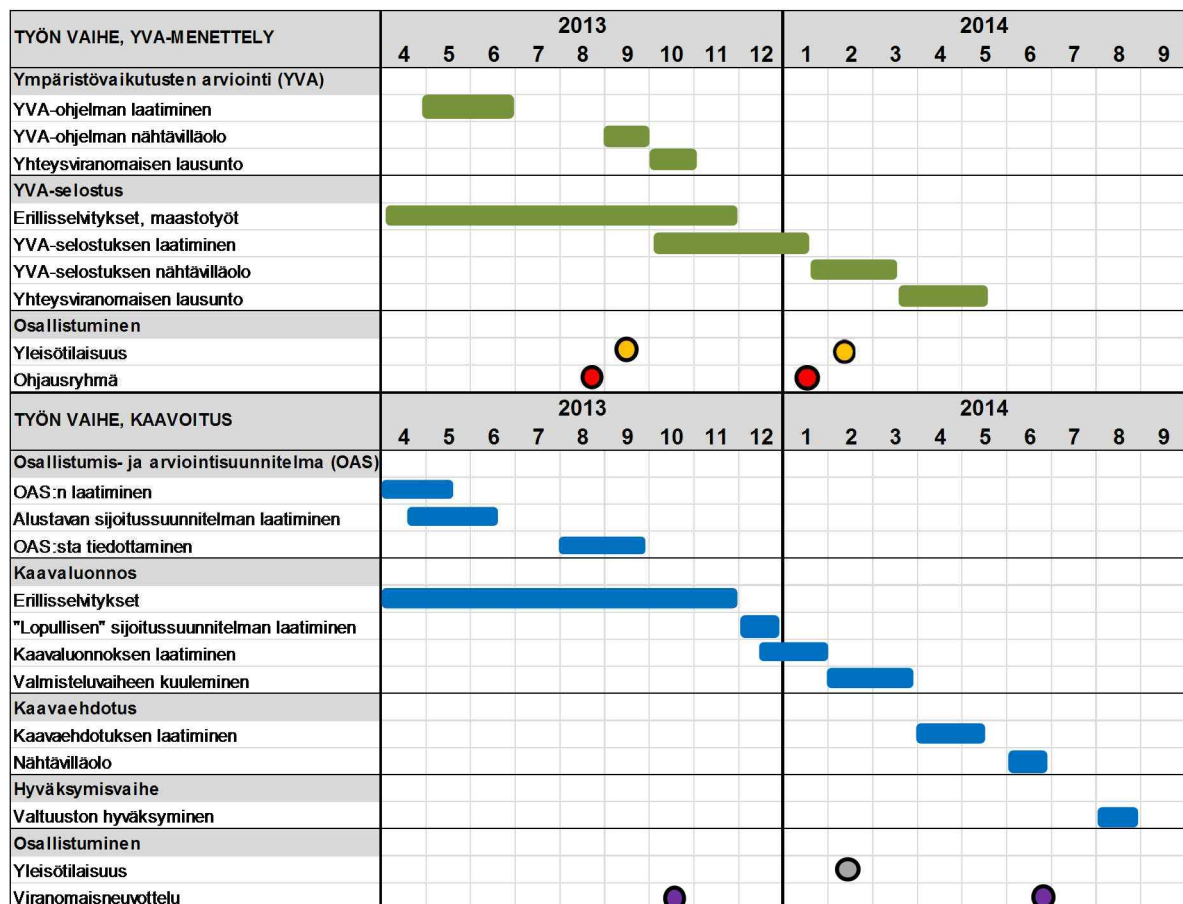 TYÖN VAIHE, YVA-MENETTELY 2013 2014
4 5 6 7 8 9 10 11 12 1 2 3 4 5 6 7 8 9
Ympäristövaikutusten arviointi (YVA)
YVA-ohjelman laatiminen
YVA-ohjelman nähtävilläolo
Yhteysviranomaisen lausunto
YVA-selostus
Erillisselvitykset, maastotyöt
YVA-selostuksen laatiminen
YVA-selostuksen nähtävilläolo
Yhteysviranomaisen lausunto
Osallistuminen
Yleisötilaisuus
Ohjausryhmä
TYÖN VAIHE, KAAVOITUS 2013 2014
4 5 6 7 8 9 10 11 12 1 2 3 4 5 6 7 8 9
Osallistumis- ja arviointisuunnitelma (OAS)
OAS:n laatiminen
Alustavan sijoitussuunnitelman laatiminen
OAS:sta tiedottaminen
Kaavaluonnos
Erillisselvitykset
"Lopullisen" sijoitussuunnitelman laatiminen
Kaavaluonnoksen laatiminen
Valmisteluvaiheen kuuleminen
Kaavaehdotus
Kaavaehdotuksen laatiminen
Nähtävilläolo
Hyväksymisvaihe
Valtuuston hyväksyminen
Osallistuminen
Yleisötilaisuus
Viranomaisneuvottelu